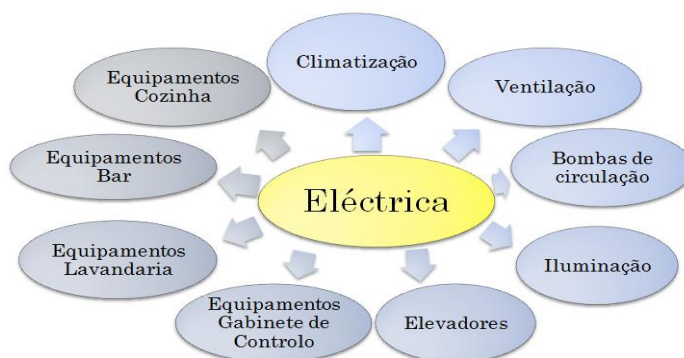 Climatização
Equipamentos
Cozinha
Ventilação
Equipamentos
Bar
Bombas de
circulação
Eléctrica
Equipamentos
Lavandaria
Iluminação
Equipamentos
Gabinete de
Controlo
Elevadores